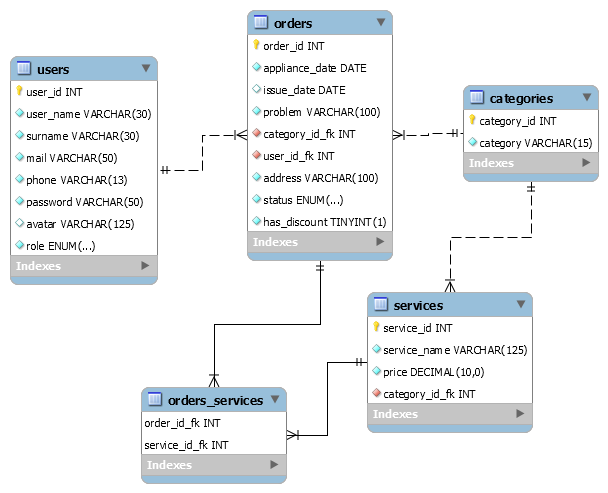 users
user_id INT
user_name VARCHAR(30)
surname VARCHAR(30)
mail VARCHAR(50)
phone VARCHAR(13)
password VARCHAR(50)
avatar VARCHAR(125)
role ENUM(...)
Indexes
orders
order_id INT
appliance_date DATE
issue_date DATE
problem VARCHAR(100)
category_id_fk INT
user_id_fk INT
address VARCHAR(100)
status ENUM(...)
has_discount TINYINT(1)
categories
category_id INT
category VARCHAR(15)
Indexes
services
service_id INT
service_name VARCHAR(125)
price DECIMAL(10,0)
category_id_fk INT
Indexes
orders_services
order_id_fk INT
service_id_fk INT
Indexes